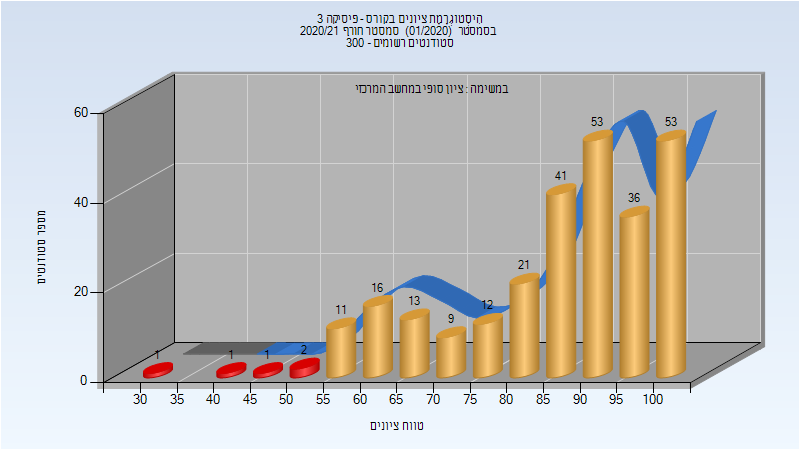 היסטוגרמת ציונים בקורס - פיסיקה 3
בסמסטר (01/2020) סמסטר חורף 2020/21
סטודנטים רשומים - 300
במשימה : ציון סופי במחשב המרכזי
60
40
20
0
מספר סטודנטים
1
1
1
2
11
16
13
9
12
21
41
53
36
53
30 35 40 45 50 55 60 65 70 75 80 85 90 95 100
טווח ציונים